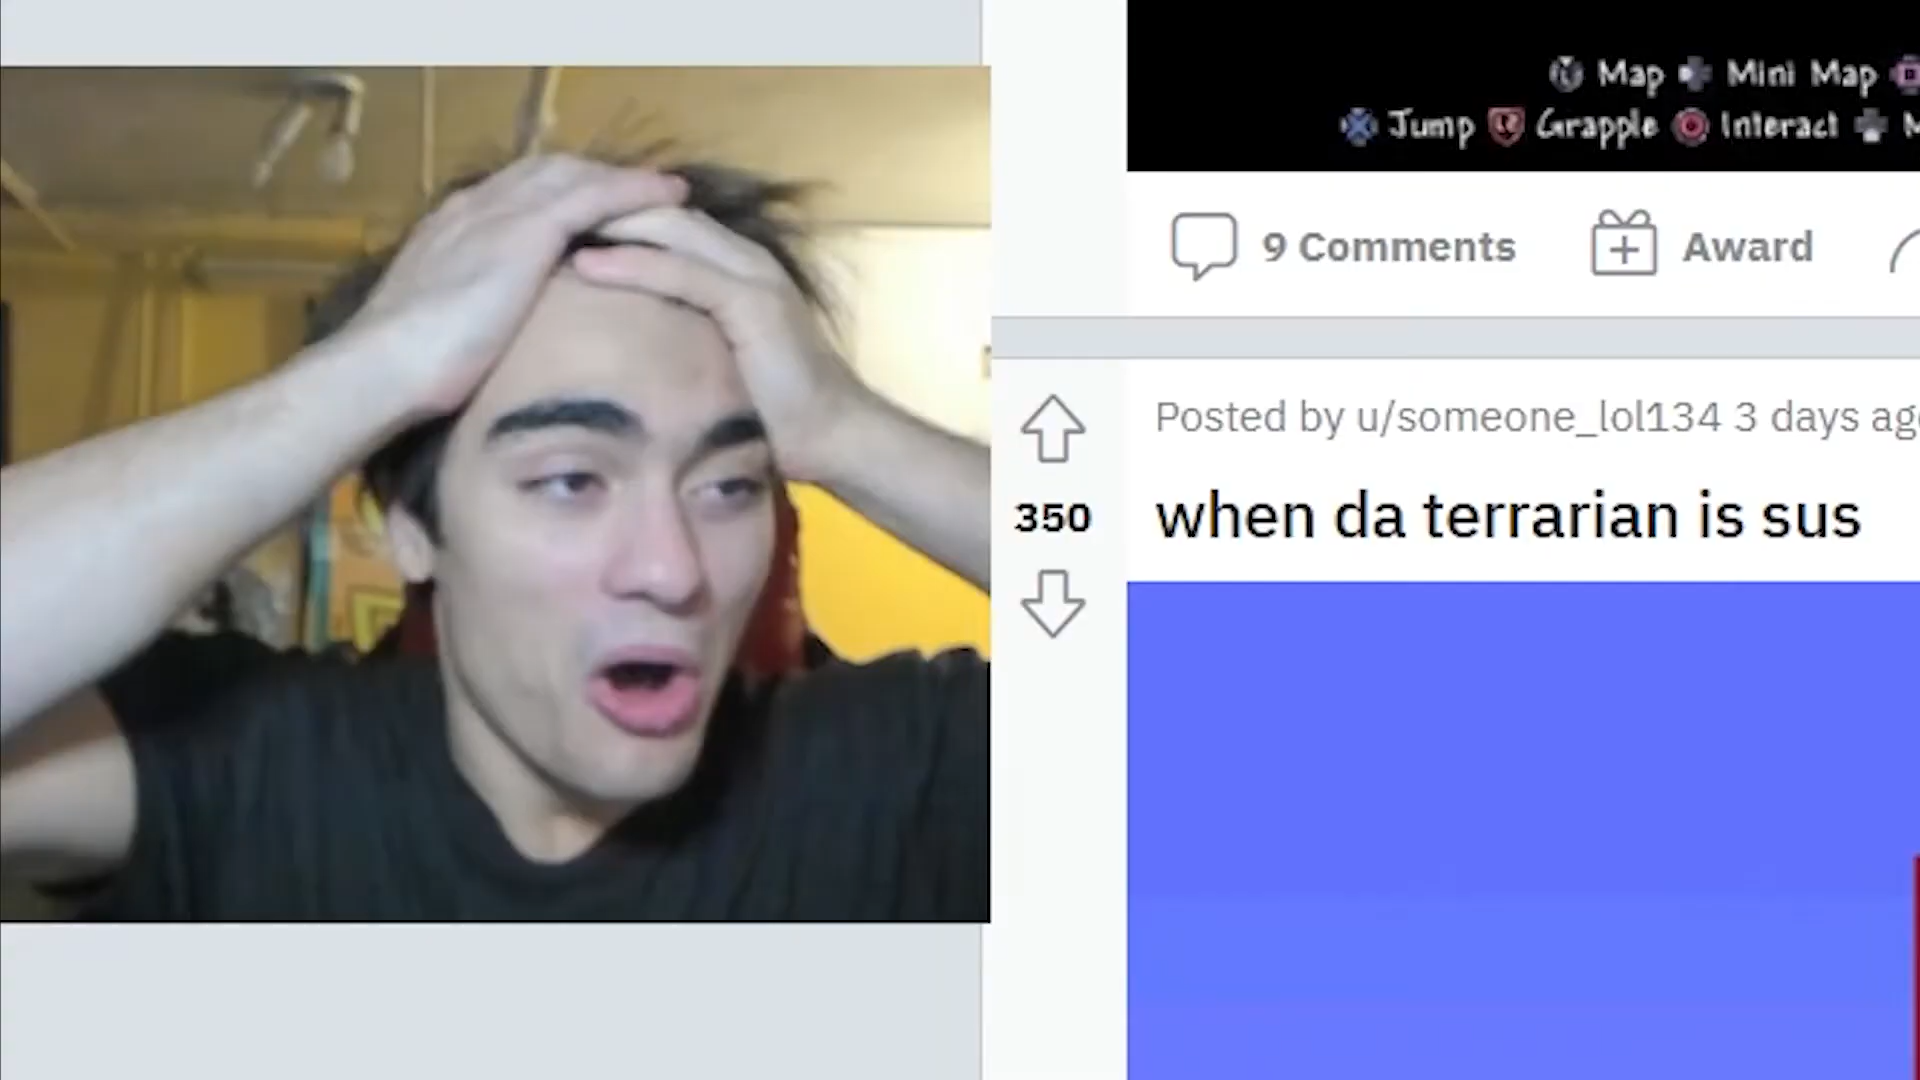 Map Mini Map
Jump Grapple Interact
9 Comments Award
Posted by u/someone_lol134 3 days ago
350
when da terrarian is sus